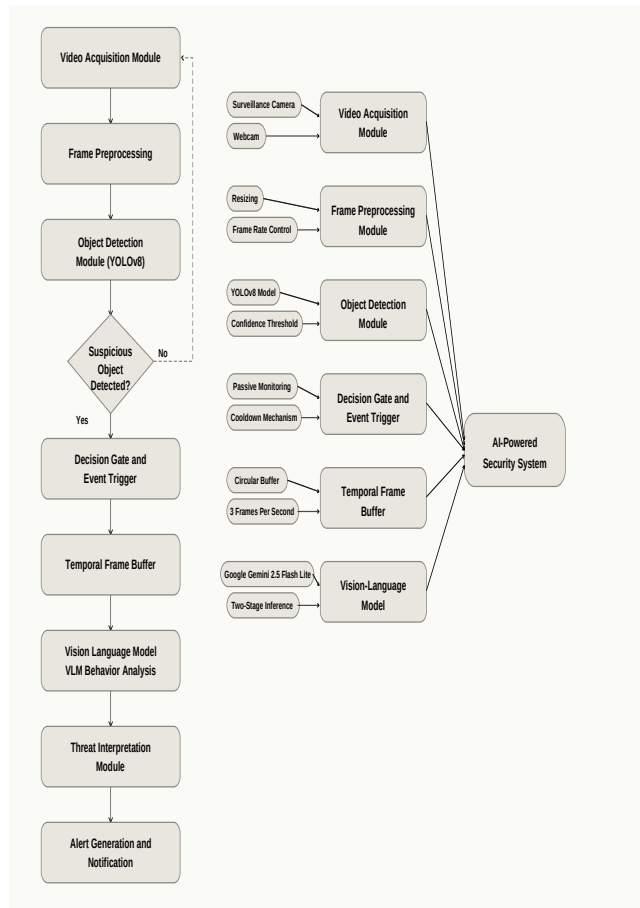 Video Acquisition Module
Frame Preprocessing
Object Detection
Module (YOLOv8)
Suspicious
Object
Detected?
No
Yes
Decision Gate and
Event Trigger
Temporal Frame Buffer
Vision Language Model
VLM Behavior Analysis
Threat Interpretation
Module
Alert Generation and
Notification
Surveillance Camera
Webcam
Video Acquisition
Module
Resizing
Frame Rate Control
Frame Preprocessing
Module
YOLOv8 Model
Confidence Threshold
Object Detection
Module
Passive Monitoring
Cooldown Mechanism
Decision Gate and
Event Trigger
Circular Buffer
3 Frames Per Second
Temporal Frame
Buffer
Google Gemini 2.5 Flash Lite
Two-Stage Inference
Vision-Language
Model
AI-Powered
Security System